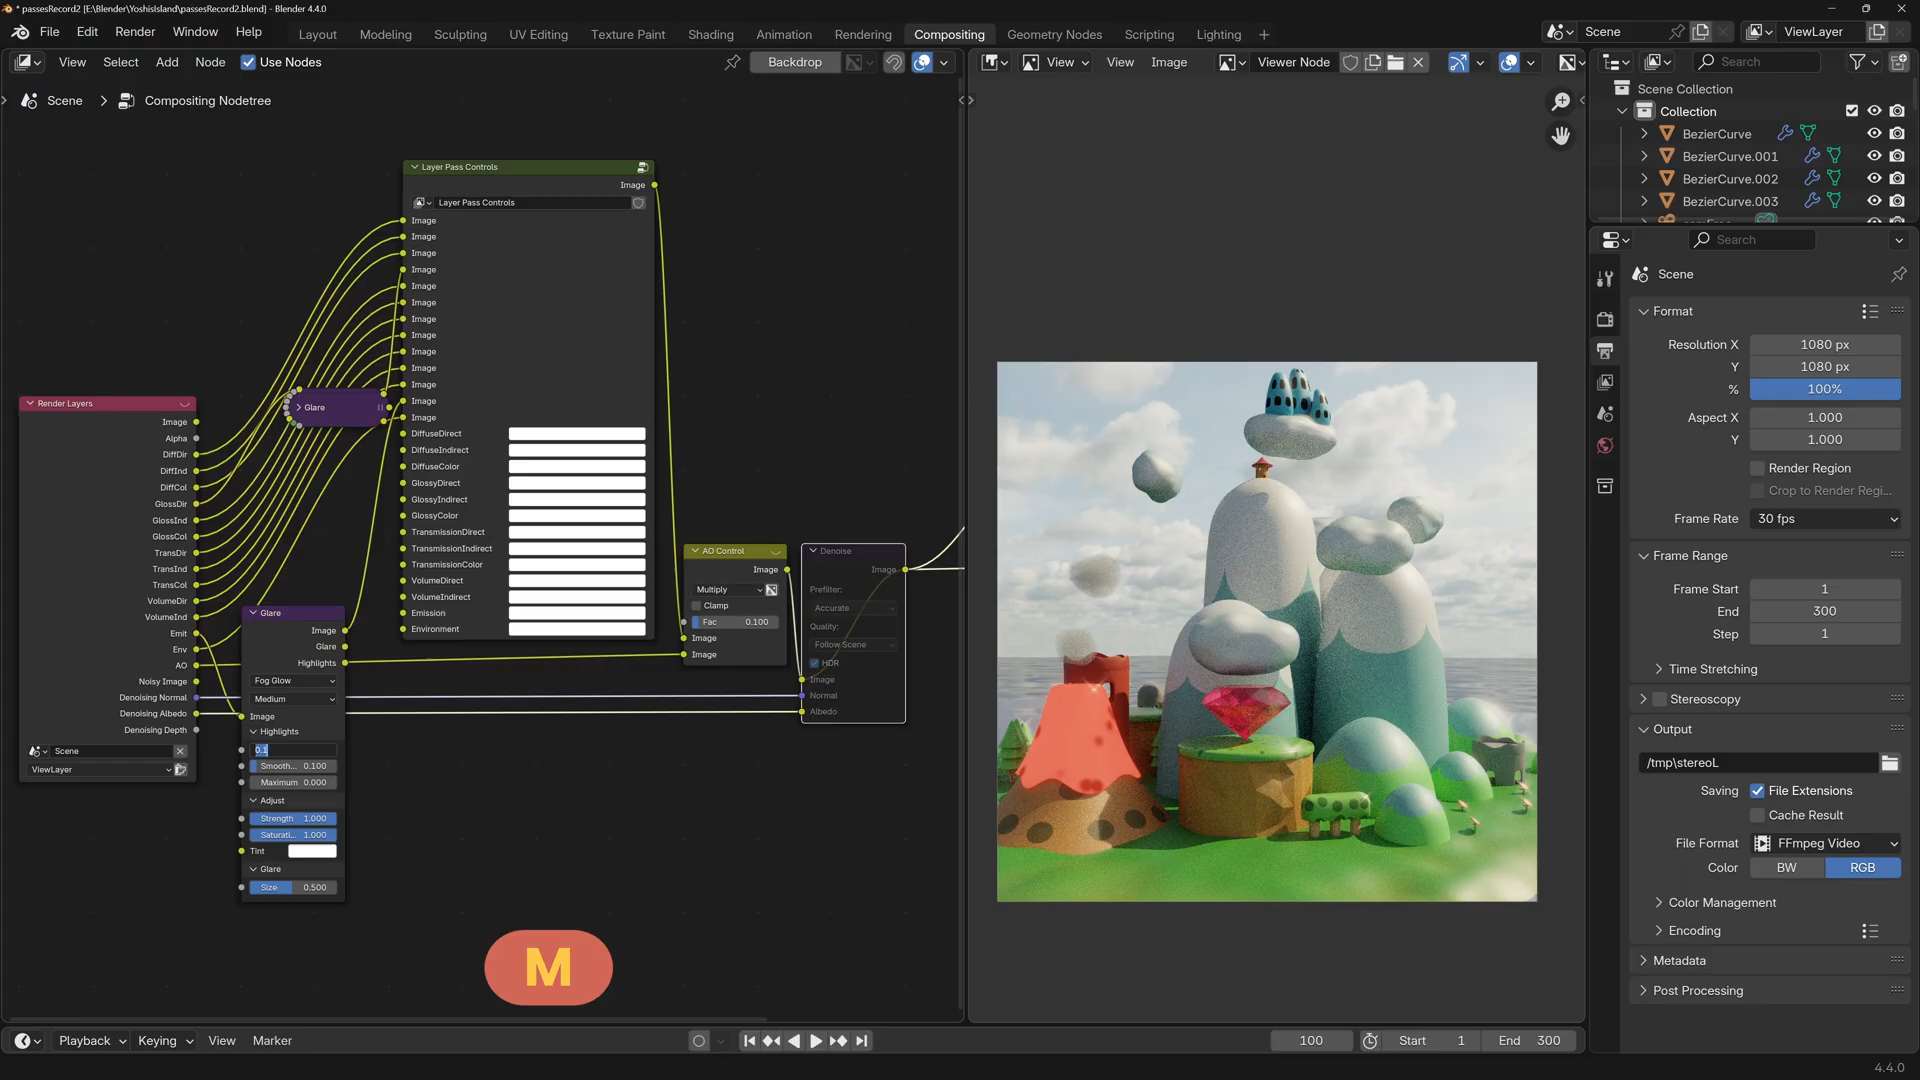 * passesRecord2 [E:\Blender\YoshisIsland\passesRecord2.blend] - Blender 4.4.0
File Edit Render Window Help Layout Modeling Sculpting UV Editing Texture Paint Shading Animation Rendering Compositing Geometry Nodes Scripting Lighting + Scene ViewLayer
View Select Add Node Use Nodes Backdrop View View Image Viewer Node Search
Scene > Compositing Nodetree
Scene Collection
Collection
BezierCurve
BezierCurve.001
BezierCurve.002
BezierCurve.003
Layer Pass Controls
Image
Layer Pass Controls
Image
Image
Image
Image
Image
Image
Image
Image
Image
Image
Image
Image
Image
DiffuseDirect
DiffuseIndirect
DiffuseColor
GlossyDirect
GlossyIndirect
GlossyColor
TransmissionDirect
TransmissionIndirect
TransmissionColor
VolumeDirect
VolumeIndirect
Emission
Environment
Glare
Render Layers
Image
Alpha
DiffDir
DiffInd
DiffCol
GlossDir
GlossInd
GlossCol
TransDir
TransInd
TransCol
VolumeDir
VolumeInd
Emit
Env
AO
Noisy Image
Denoising Normal
Denoising Albedo
Denoising Depth
Scene
ViewLayer
Glare
Image
Glare
Highlights
Fog Glow
Medium
Image
Highlights
0.1
Smooth... 0.100
Maximum 0.000
Adjust
Strength 1.000
Saturati... 1.000
Tint
Glare
Size 0.500
AO Control
Image
Multiply
Clamp
Fac 0.100
Image
Image
Denoise
Image
Prefilter:
Accurate
Quality:
Follow Scene
HDR
Image
Normal
Albedo
M
Search
Scene
Format
Resolution X 1080 px
Y 1080 px
% 100%
Aspect X 1.000
Y 1.000
Render Region
Crop to Render Regi...
Frame Rate 30 fps
Frame Range
Frame Start 1
End 300
Step 1
Time Stretching
Stereoscopy
Output
/tmp\stereoL
Saving File Extensions
Cache Result
File Format FFmpeg Video
Color BW RGB
Color Management
Encoding
Metadata
Post Processing
Playback Keying View Marker 100 Start 1 End 300
4.4.0